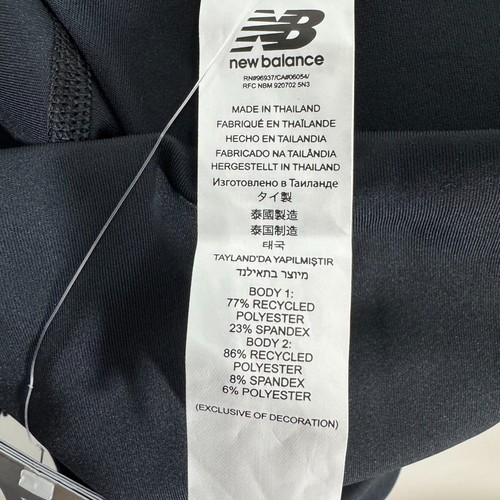 NB
new balance
RN#96937/CA#06054/
RFC NBM 920702 5N3
MADE IN THAILAND
FABRIQUÉ EN THAÏLANDE
HECHO EN TAILANDIA
FABRICADO NA TAILÂNDIA
HERGESTELLT IN THAILAND
Изготовлено в Таиланде
タイ製
泰國製造
泰国制造
태국
TAYLAND'DA YAPILMIŞTIR
מיוצר בתאילנד
BODY 1:
77% RECYCLED
POLYESTER
23% SPANDEX
BODY 2:
86% RECYCLED
POLYESTER
8% SPANDEX
6% POLYESTER
(EXCLUSIVE OF DECORATION)